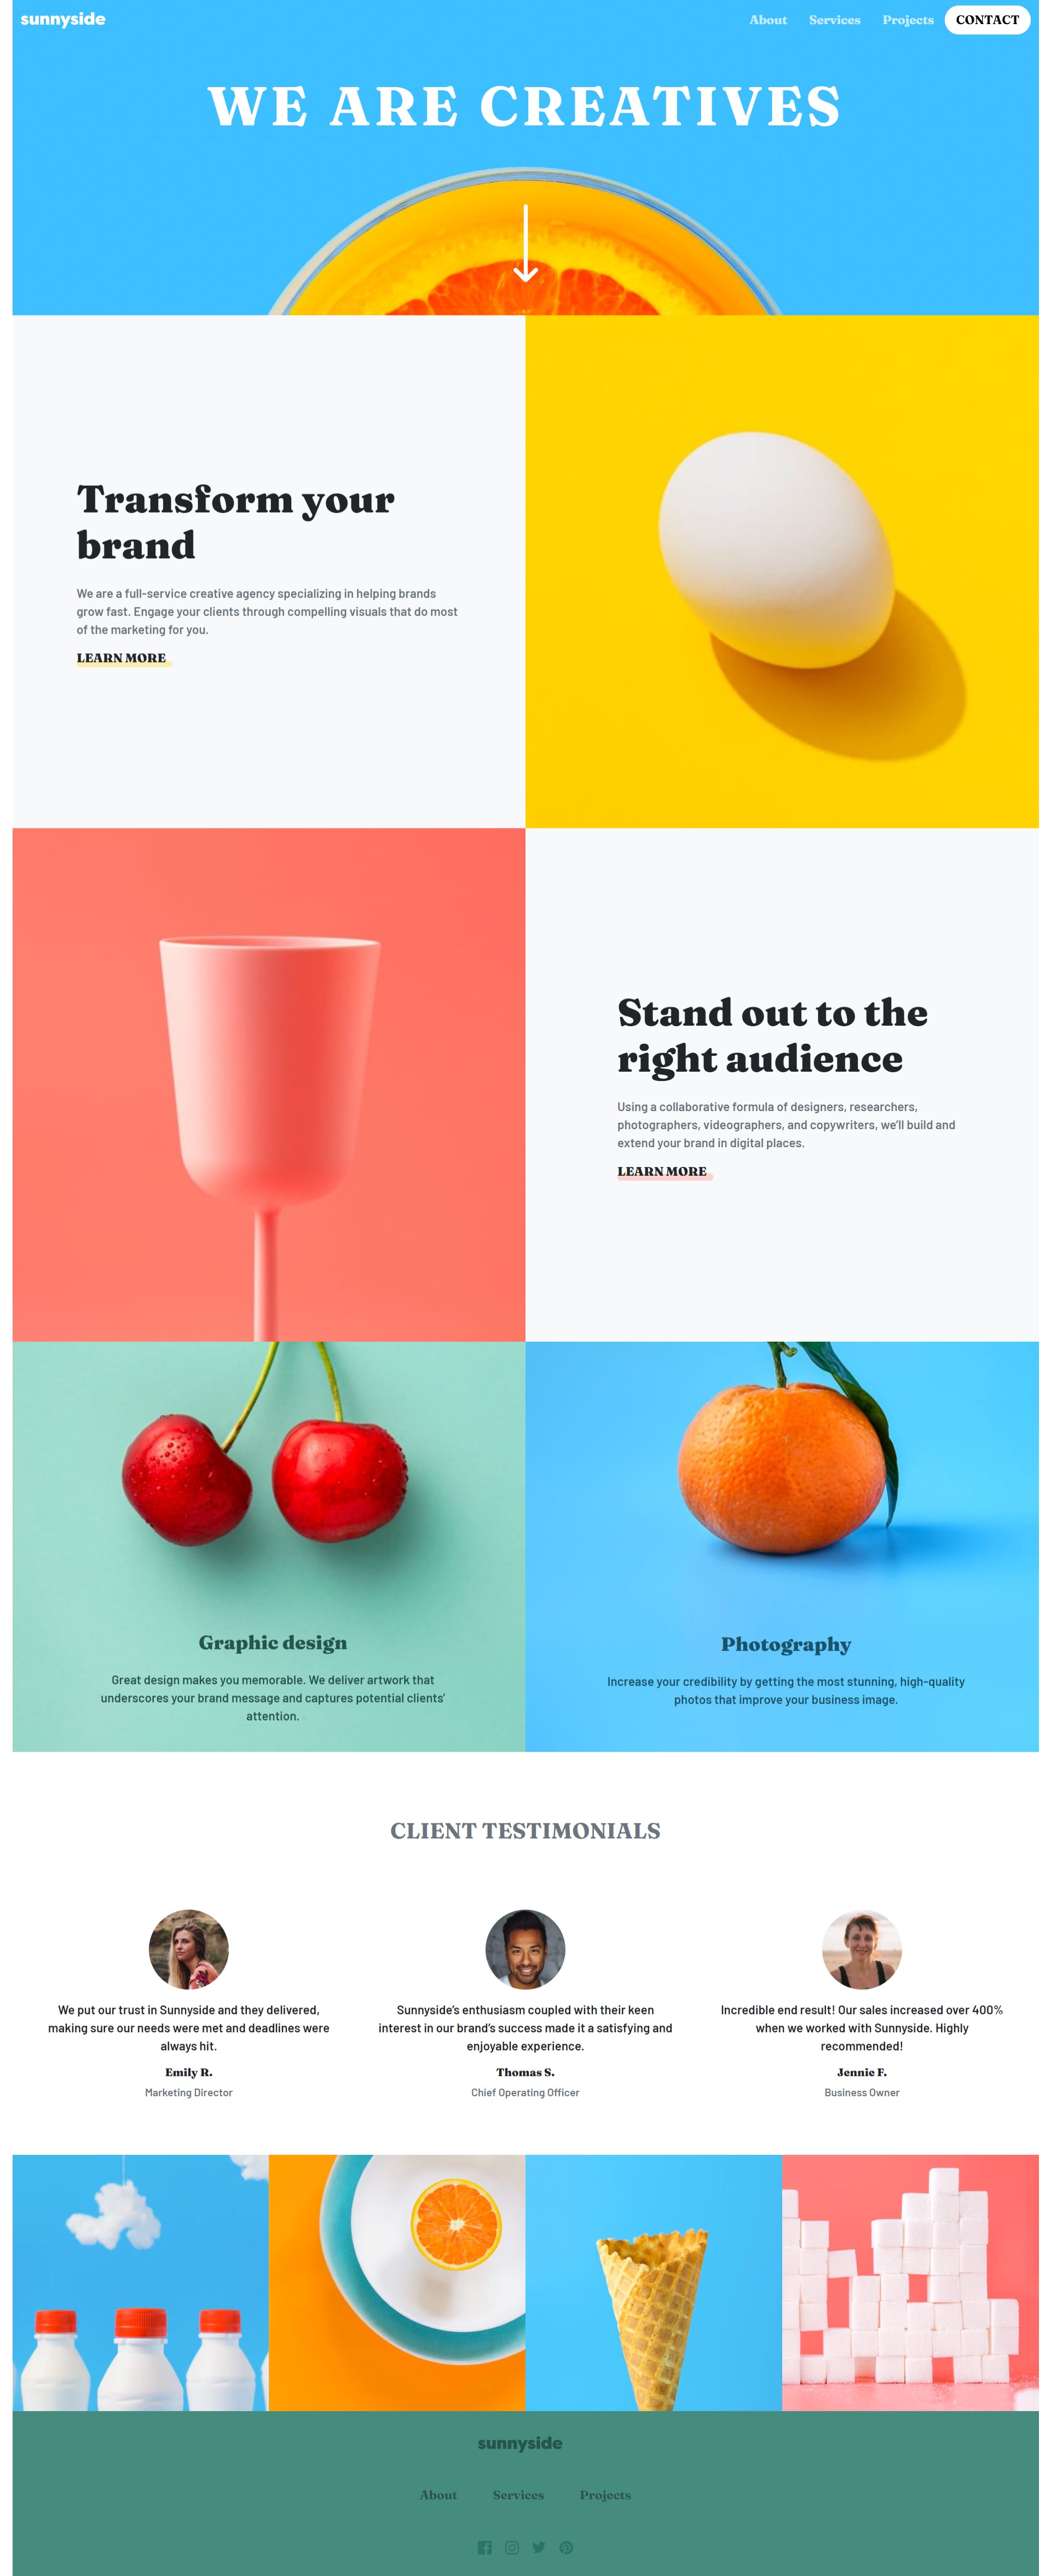 sunnyside
About Services Projects CONTACT
WE ARE CREATIVES
Transform your
brand
We are a full-service creative agency specializing in helping brands
grow fast. Engage your clients through compelling visuals that do most
of the marketing for you.
LEARN MORE
Stand out to the
right audience
Using a collaborative formula of designers, researchers,
photographers, videographers, and copywriters, we'll build and
extend your brand in digital places.
LEARN MORE
Graphic design
Great design makes you memorable. We deliver artwork that
underscores your brand message and captures potential clients'
attention.
Photography
Increase your credibility by getting the most stunning, high-quality
photos that improve your business image.
CLIENT TESTIMONIALS
We put our trust in Sunnyside and they delivered,
making sure our needs were met and deadlines were
always hit.
Emily R.
Marketing Director
Sunnyside's enthusiasm coupled with their keen
interest in our brand's success made it a satisfying and
enjoyable experience.
Thomas S.
Chief Operating Officer
Incredible end result! Our sales increased over 400%
when we worked with Sunnyside. Highly
recommended!
Jennie F.
Business Owner
sunnyside
About Services Projects